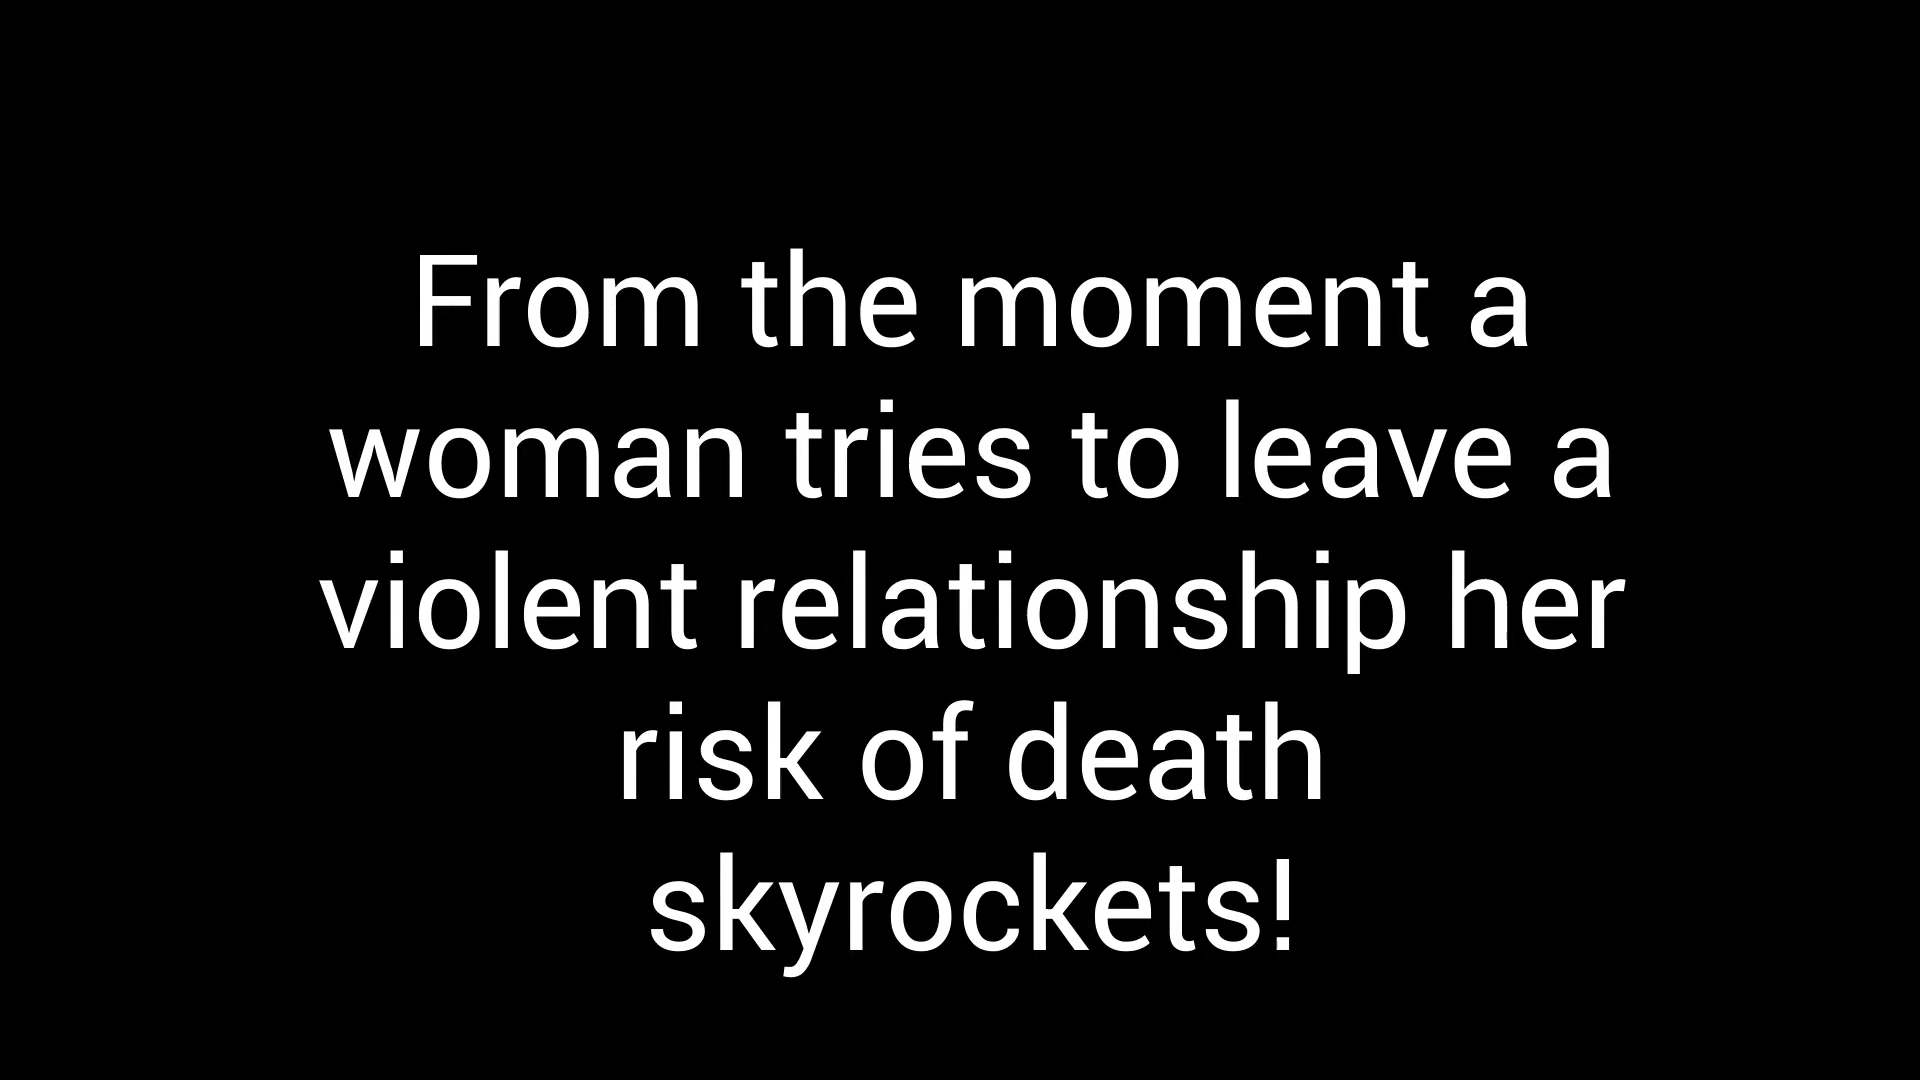 From the moment a
woman tries to leave a
violent relationship her
risk of death
skyrockets!